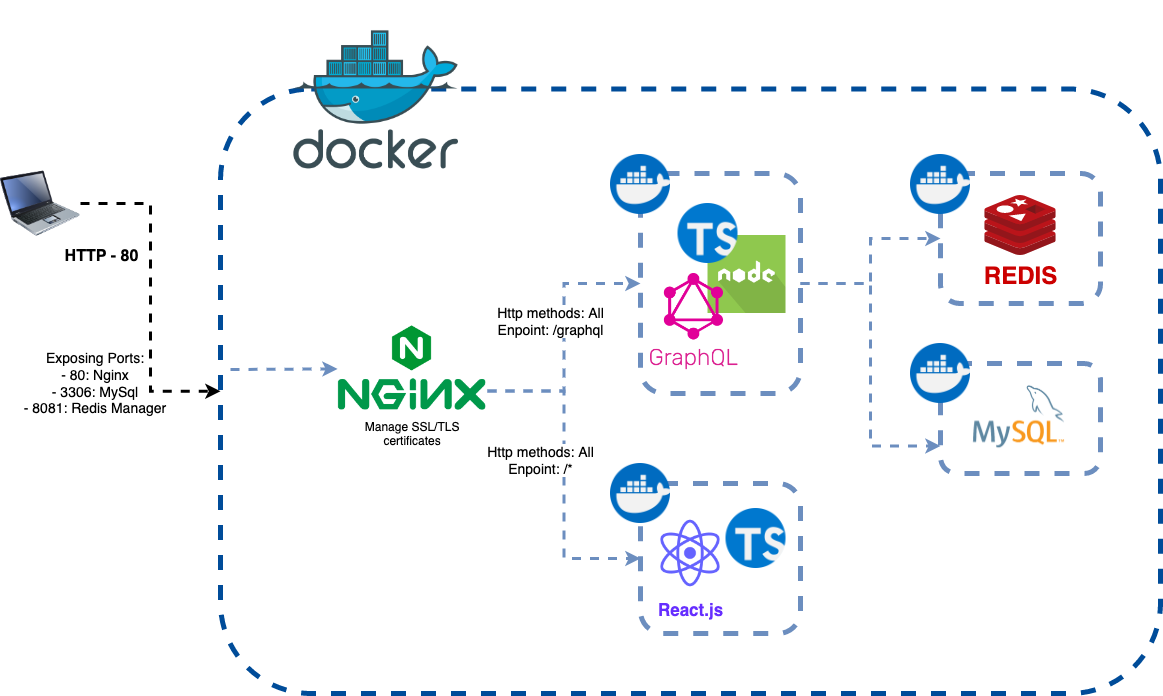 docker
HTTP - 80
Exposing Ports:
- 80: Nginx
- 3306: MySql
- 8081: Redis Manager
N
NGiNX
Manage SSL/TLS
certificates
Http methods: All
Enpoint: /graphql
Http methods: All
Enpoint: /*
TS
node
GraphQL
TS
React.js
REDIS
MySQL™